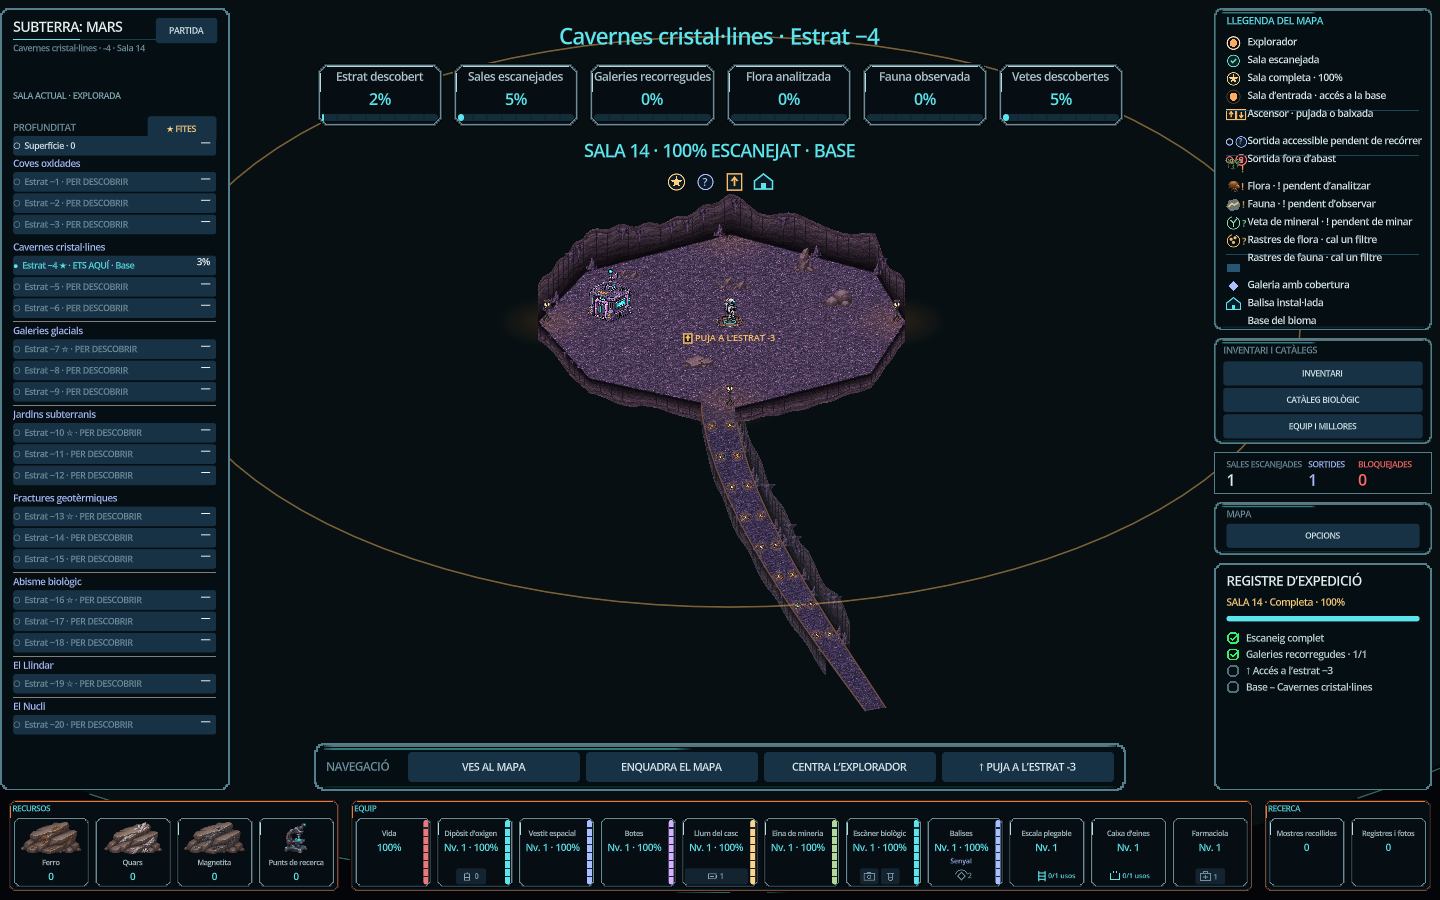 SUBTERRA: MARS
PARTIDA
Cavernes cristal·lines · -4 · Sala 14
SALA ACTUAL · EXPLORADA
PROFUNDITAT
★ FITES
Superfície · 0 —
Coves oxidades
Estrat −1 · PER DESCOBRIR —
Estrat −2 · PER DESCOBRIR —
Estrat −3 · PER DESCOBRIR —
Cavernes cristal·lines
Estrat −4 ★ · ETS AQUÍ · Base 3%
Estrat −5 · PER DESCOBRIR —
Estrat −6 · PER DESCOBRIR —
Galeries glacials
Estrat −7 ☆ · PER DESCOBRIR —
Estrat −8 · PER DESCOBRIR —
Estrat −9 · PER DESCOBRIR —
Jardins subterranis
Estrat −10 ☆ · PER DESCOBRIR —
Estrat −11 · PER DESCOBRIR —
Estrat −12 · PER DESCOBRIR —
Fractures geotèrmiques
Estrat −13 ☆ · PER DESCOBRIR —
Estrat −14 · PER DESCOBRIR —
Estrat −15 · PER DESCOBRIR —
Abisme biològic
Estrat −16 ☆ · PER DESCOBRIR —
Estrat −17 · PER DESCOBRIR —
Estrat −18 · PER DESCOBRIR —
El Llindar
Estrat −19 ☆ · PER DESCOBRIR —
El Nucli
Estrat −20 · PER DESCOBRIR —
Cavernes cristal·lines · Estrat −4
Estrat descobert
2%
Sales escanejades
5%
Galeries recorregudes
0%
Flora analitzada
0%
Fauna observada
0%
Vetes descobertes
5%
SALA 14 · 100% ESCANEJAT · BASE
PUJA A L'ESTRAT -3
NAVEGACIÓ
VES AL MAPA
ENQUADRA EL MAPA
CENTRA L'EXPLORADOR
↑ PUJA A L'ESTRAT -3
LLEGENDA DEL MAPA
Explorador
Sala escanejada
Sala completa · 100%
Sala d'entrada · accés a la base
Ascensor · pujada o baixada
Sortida accessible pendent de recórrer
Sortida fora d'abast
! Flora · ! pendent d'analitzar
! Fauna · ! pendent d'observar
? Veta de mineral · ! pendent de minar
? Rastres de flora · cal un filtre
Rastres de fauna · cal un filtre
Galeria amb cobertura
Balisa instal·lada
Base del bioma
INVENTARI I CATÀLEGS
INVENTARI
CATÀLEG BIOLÒGIC
EQUIP I MILLORES
SALES ESCANEJADES SORTIDES BLOQUEJADES
1 1 0
MAPA
OPCIONS
REGISTRE D'EXPEDICIÓ
SALA 14 · Completa · 100%
Escaneig complet
Galeries recorregudes · 1/1
↑ Accés a l'estrat −3
Base – Cavernes cristal·lines
RECURSOS
Ferro
0
Quars
0
Magnetita
0
Punts de recerca
0
EQUIP
Vida
100%
Dipòsit d'oxigen
Nv. 1 · 100%
0
Vestit espacial
Nv. 1 · 100%
Botes
Nv. 1 · 100%
Llum del casc
Nv. 1 · 100%
1
Eina de mineria
Nv. 1 · 100%
Escàner biològic
Nv. 1 · 100%
Balises
Nv. 1 · 100%
Senyal
2
Escala plegable
Nv. 1
0/1 usos
Caixa d'eines
Nv. 1
0/1 usos
Farmaciola
Nv. 1
1
RECERCA
Mostres recollides
0
Registres i fotos
0